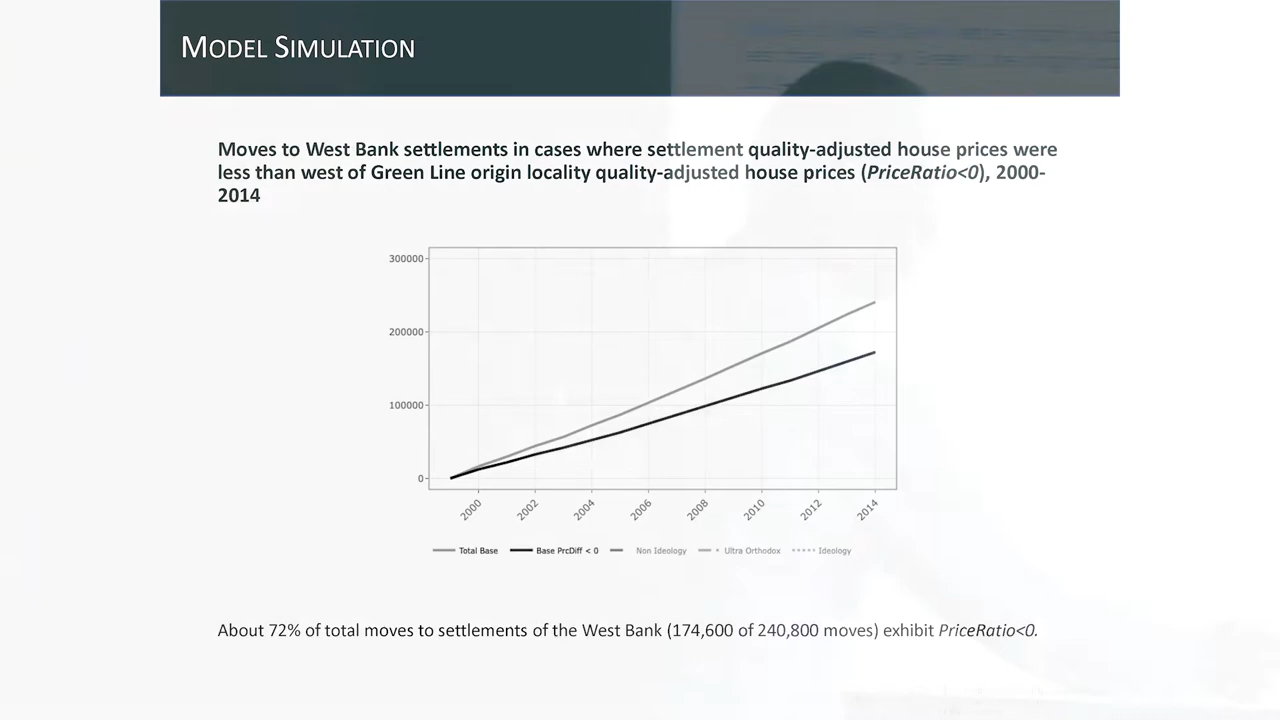 MODEL SIMULATION
Moves to West Bank settlements in cases where settlement quality-adjusted house prices were
less than west of Green Line origin locality quality-adjusted house prices (PriceRatio<0), 2000-
2014
300000
200000
100000
0
2000 2002 2004 2006 2008 2010 2012 2014
Total Base Base PrcDiff < 0 Non Ideology Ultra Orthodox Ideology
About 72% of total moves to settlements of the West Bank (174,600 of 240,800 moves) exhibit PriceRatio<0.